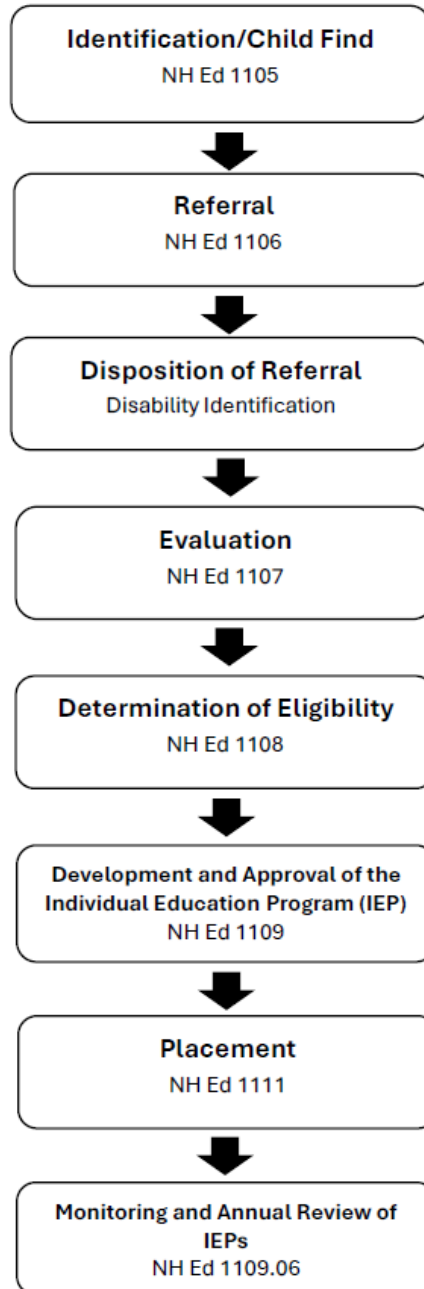 Identification/Child Find
NH Ed 1105
Referral
NH Ed 1106
Disposition of Referral
Disability Identification
Evaluation
NH Ed 1107
Determination of Eligibility
NH Ed 1108
Development and Approval of the
Individual Education Program (IEP)
NH Ed 1109
Placement
NH Ed 1111
Monitoring and Annual Review of
IEPs
NH Ed 1109.06